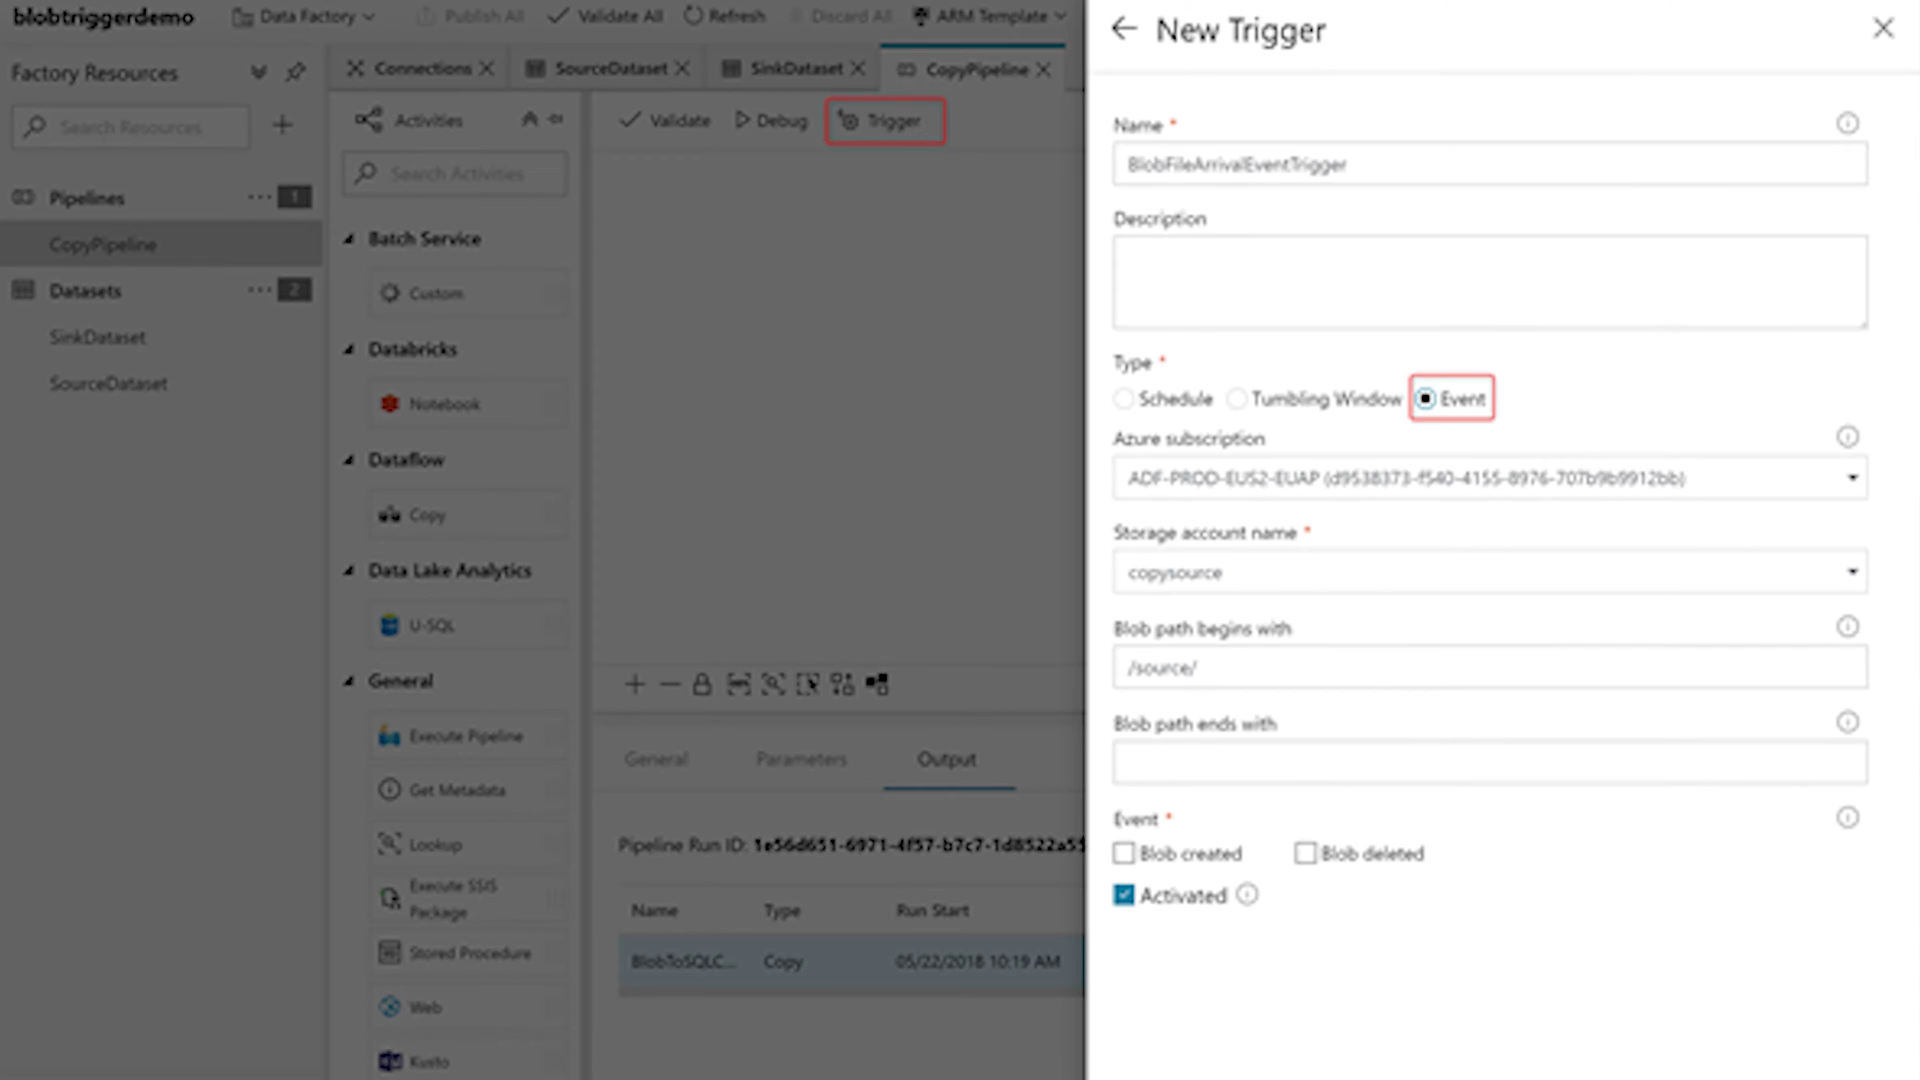 blobtriggerdemo
Data Factory
Publish All
Validate All
Refresh
Discard All
ARM Template
Factory Resources
Search Resources
Pipelines
1
CopyPipeline
Datasets
2
SinkDataset
SourceDataset
Connections
SourceDataset
SinkDataset
CopyPipeline
Activities
Search Activities
Batch Service
Custom
Databricks
Notebook
Dataflow
Copy
Data Lake Analytics
U-SQL
General
Execute Pipeline
Get Metadata
Lookup
Execute SSIS
Package
Stored Procedure
Web
Kusto
Validate
Debug
Trigger
General
Parameters
Output
Pipeline Run ID: 1e56d651-6971-4f57-b7c7-1d8522a55
Name Type Run Start
BlobToSQLC... Copy 05/22/2018 10:19 AM
New Trigger
Name *
BlobFileArrivalEventTrigger
Description
Type *
Schedule Tumbling Window Event
Azure subscription
ADF-PROD-EUS2-EUAP (d9538373-f540-4155-8976-707b9b9912bb)
Storage account name *
copysource
Blob path begins with
/source/
Blob path ends with
Event *
Blob created Blob deleted
Activated